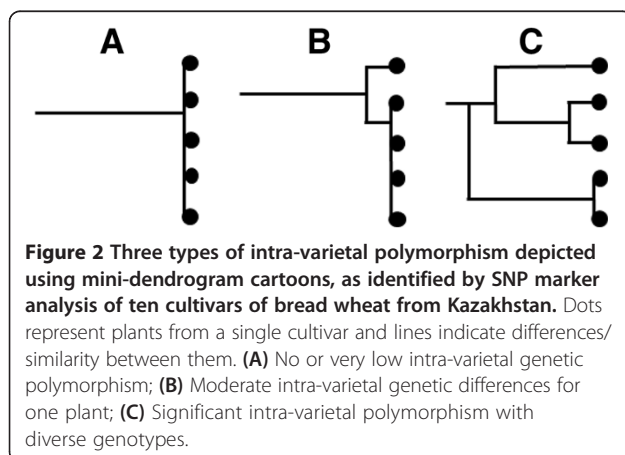 A B C
Figure 2 Three types of intra-varietal polymorphism depicted
using mini-dendrogram cartoons, as identified by SNP marker
analysis of ten cultivars of bread wheat from Kazakhstan. Dots
represent plants from a single cultivar and lines indicate differences/
similarity between them. (A) No or very low intra-varietal genetic
polymorphism; (B) Moderate intra-varietal genetic differences for
one plant; (C) Significant intra-varietal polymorphism with
diverse genotypes.